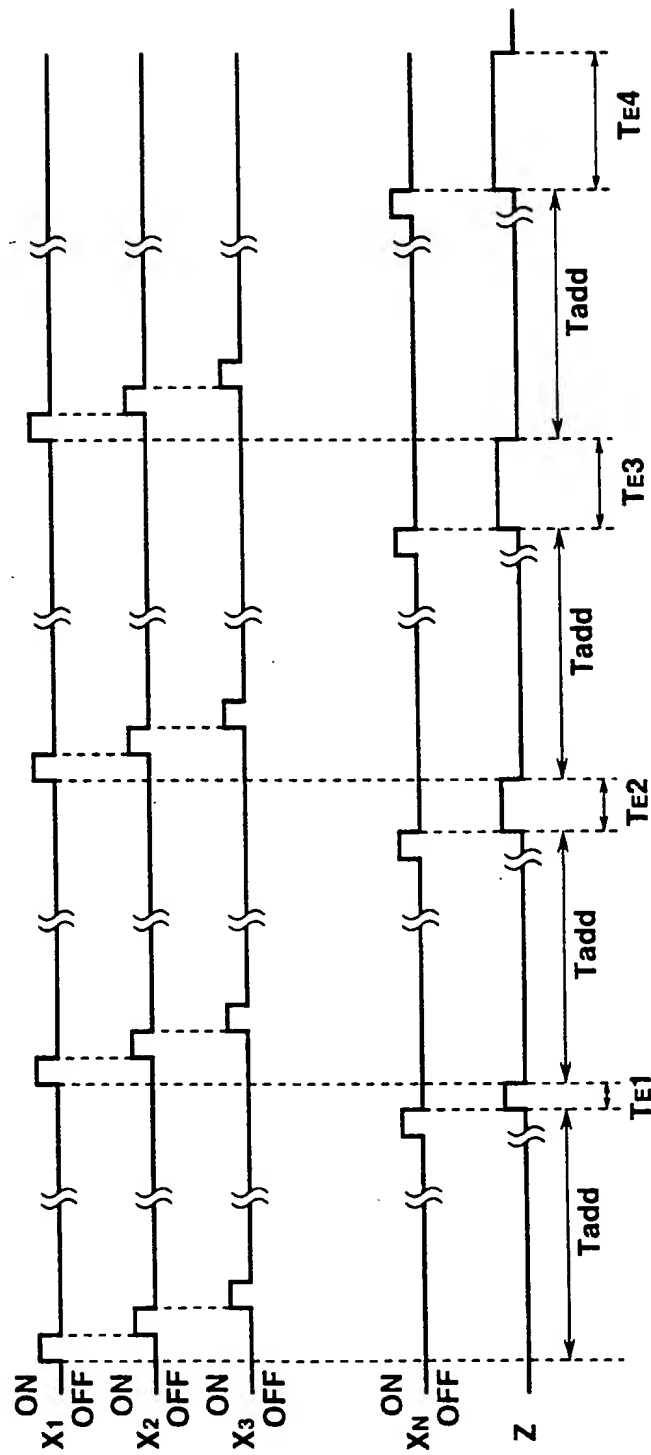 ON
X1
OFF
ON
X2
OFF
ON
X3
OFF
ON
XN
OFF
Z
Tadd
TE1
Tadd
TE2
Tadd
TE3
Tadd
TE4